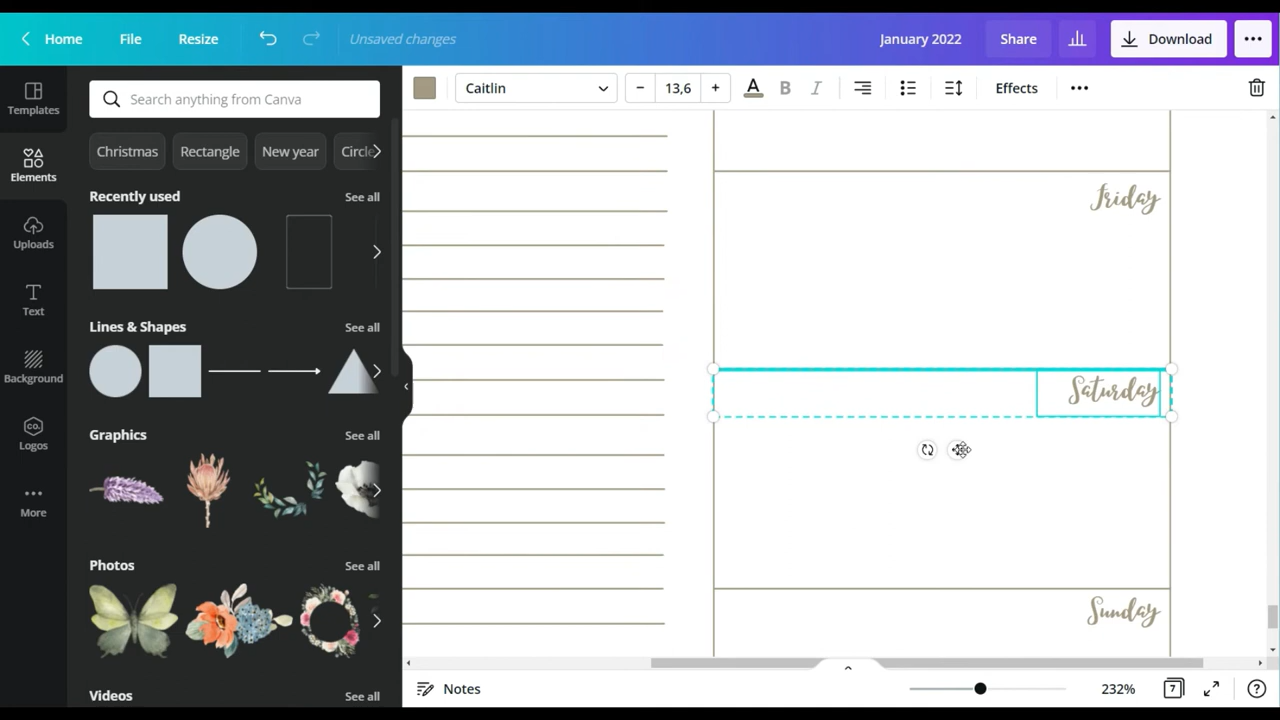 Home
File
Resize
Unsaved changes
January 2022
Share
Download
Templates
Search anything from Canva
Caitlin
13,6
A
B
I
Effects
Christmas
Rectangle
New year
Circle
Elements
Recently used
See all
Friday
Uploads
Text
Lines & Shapes
See all
Background
Saturday
Graphics
See all
CO.
Logos
More
Photos
See all
Sunday
Videos
See all
Notes
232%
7
?